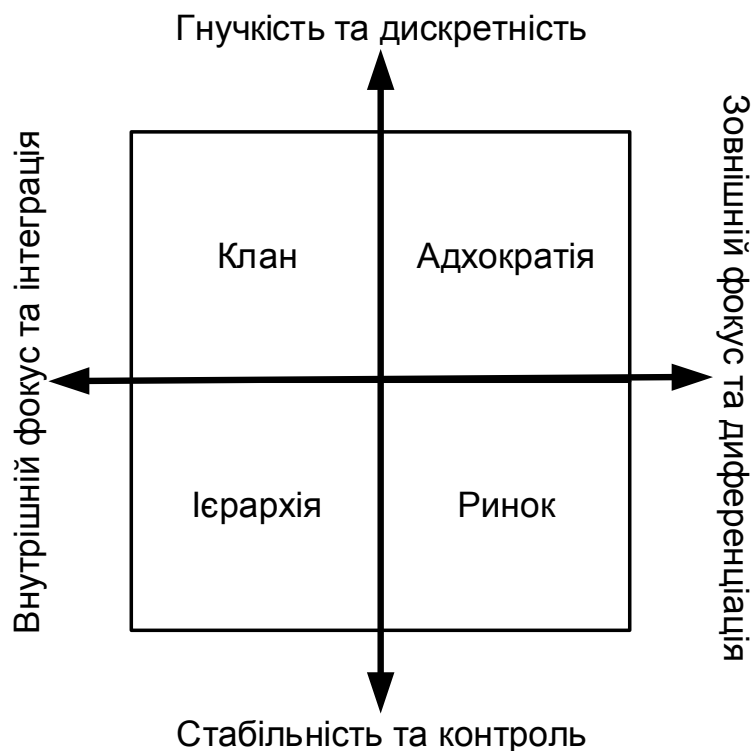 Гнучкість та дискретність
Внутрішній фокус та інтеграція
Зовнішній фокус та диференціація
Клан
Адхократія
Ієрархія
Ринок
Стабільність та контроль